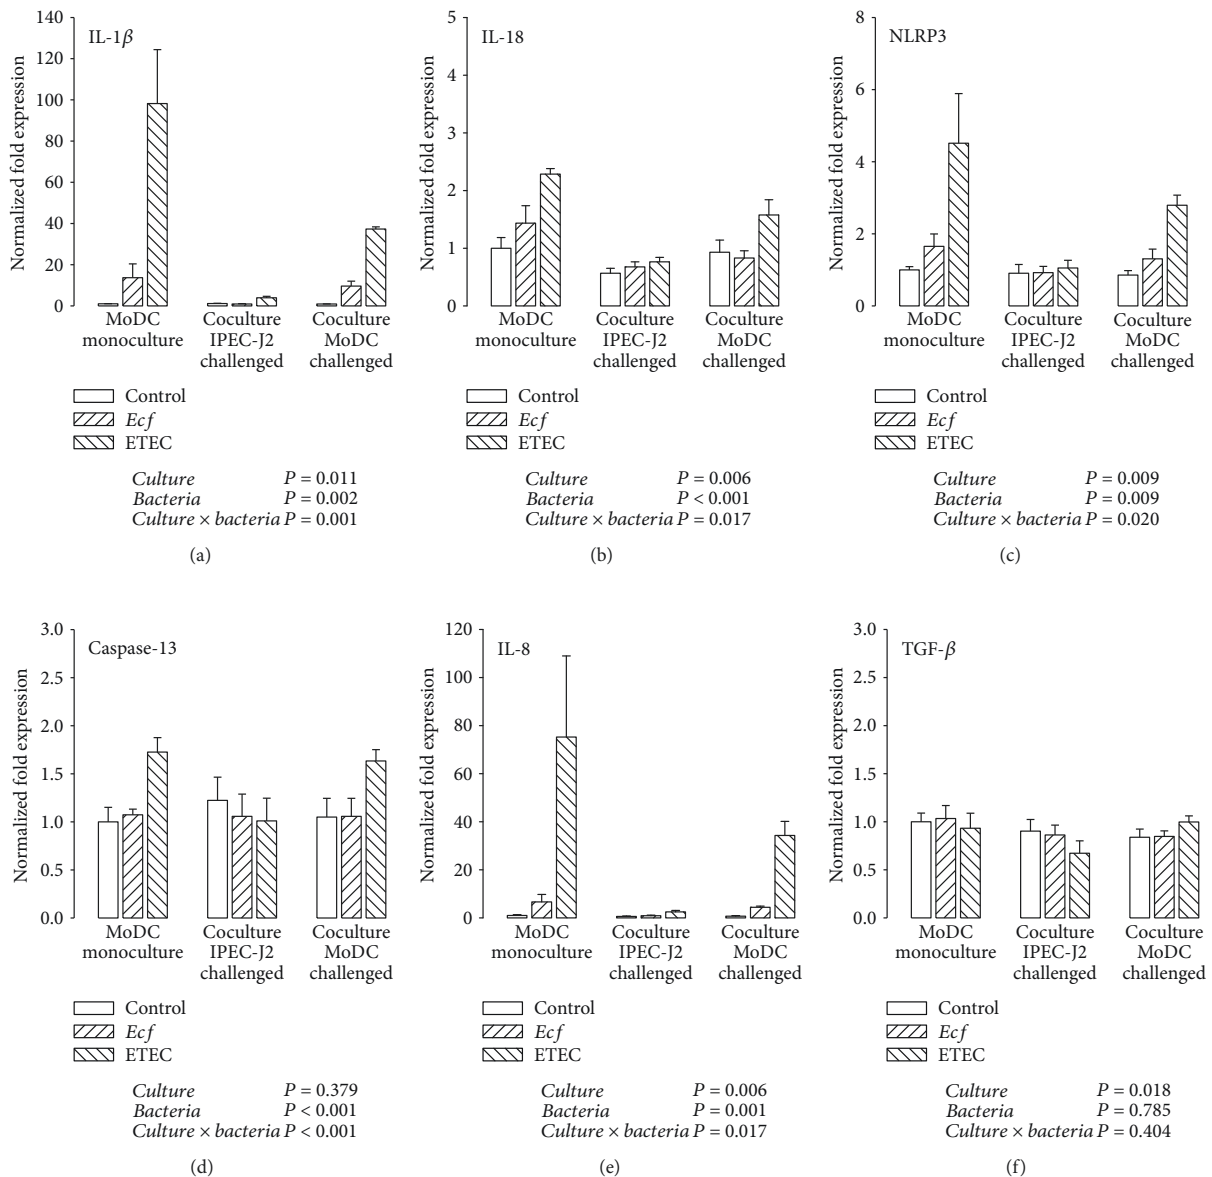 140
120
100
80
60
40
20
0
Normalized fold expression
IL-1β
MoDC
monoculture
Coculture
IPEC-J2
challenged
Coculture
MoDC
challenged
Control
Ecf
ETEC
Culture P = 0.011
Bacteria P = 0.002
Culture × bacteria P = 0.001
(a)
5
4
3
2
1
0
Normalized fold expression
IL-18
MoDC
monoculture
Coculture
IPEC-J2
challenged
Coculture
MoDC
challenged
Control
Ecf
ETEC
Culture P = 0.006
Bacteria P < 0.001
Culture × bacteria P = 0.017
(b)
8
6
4
2
0
Normalized fold expression
NLRP3
MoDC
monoculture
Coculture
IPEC-J2
challenged
Coculture
MoDC
challenged
Control
Ecf
ETEC
Culture P = 0.009
Bacteria P = 0.009
Culture × bacteria P = 0.020
(c)
3.0
2.5
2.0
1.5
1.0
0.5
0.0
Normalized fold expression
Caspase-13
MoDC
monoculture
Coculture
IPEC-J2
challenged
Coculture
MoDC
challenged
Control
Ecf
ETEC
Culture P = 0.379
Bacteria P < 0.001
Culture × bacteria P < 0.001
(d)
120
100
80
60
40
20
0
Normalized fold expression
IL-8
MoDC
monoculture
Coculture
IPEC-J2
challenged
Coculture
MoDC
challenged
Control
Ecf
ETEC
Culture P = 0.006
Bacteria P = 0.001
Culture × bacteria P = 0.017
(e)
3.0
2.5
2.0
1.5
1.0
0.5
0.0
Normalized fold expression
TGF-β
MoDC
monoculture
Coculture
IPEC-J2
challenged
Coculture
MoDC
challenged
Control
Ecf
ETEC
Culture P = 0.018
Bacteria P = 0.785
Culture × bacteria P = 0.404
(f)